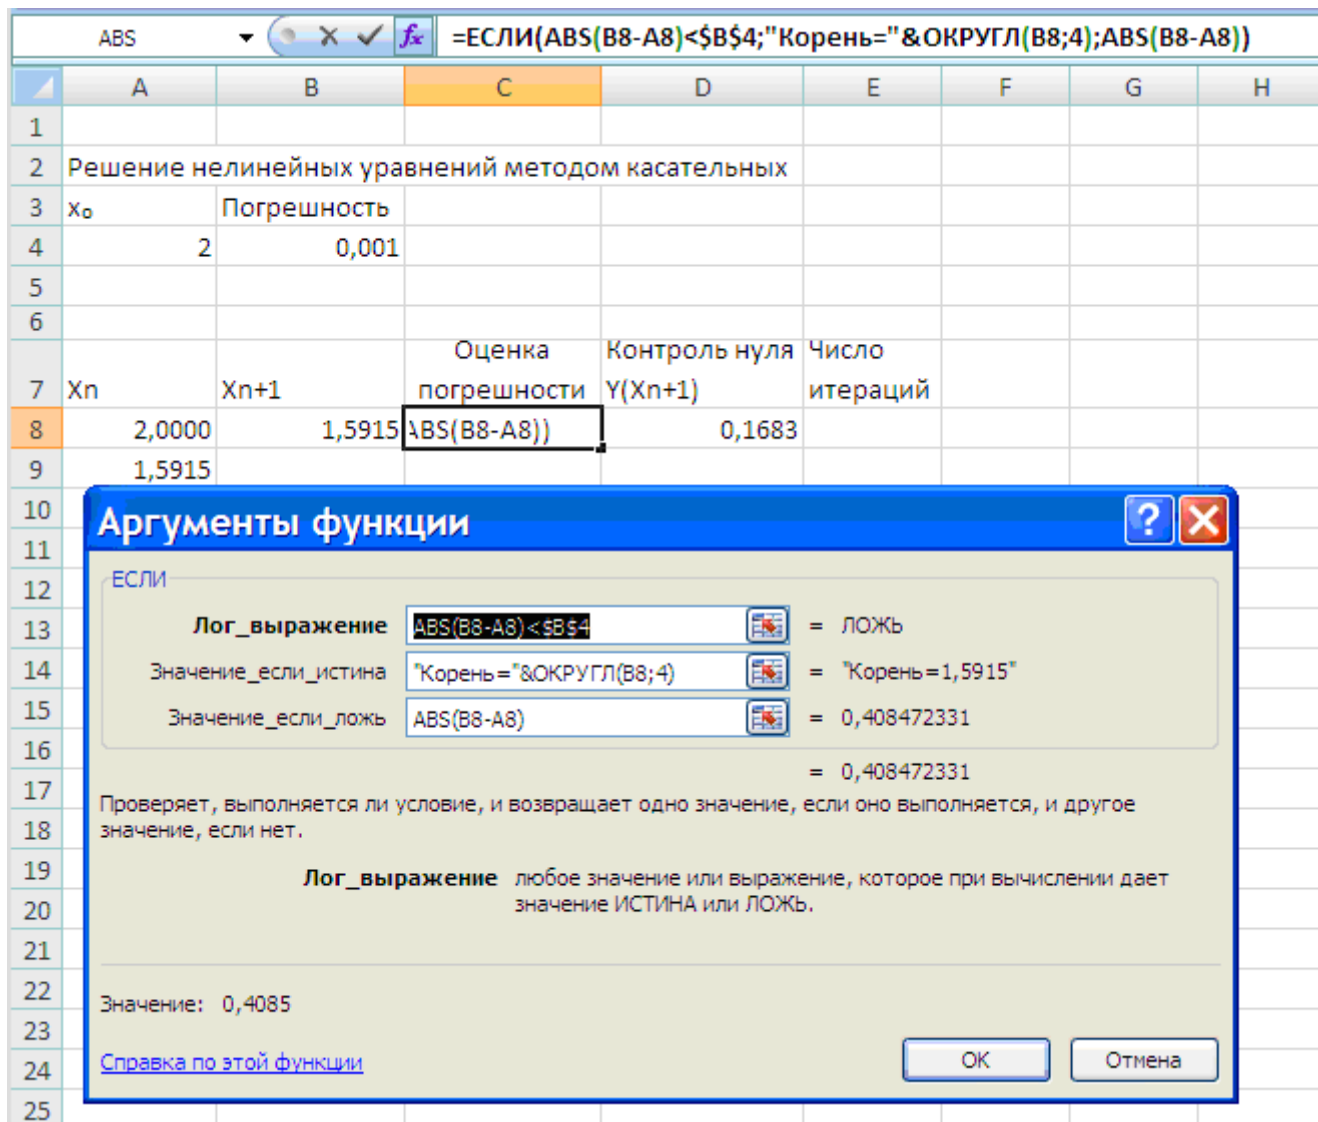 ABS fx =ЕСЛИ(ABS(B8-A8)<$B$4;"Корень="&ОКРУГЛ(B8;4);ABS(B8-A8))
A B C D E F G H
1
2 Решение нелинейных уравнений методом касательных
3 x₀ Погрешность
4 2 0,001
5
6
Оценка Контроль нуля Число
7 Xn Xn+1 погрешности Y(Xn+1) итераций
8 2,0000 1,5915 ABS(B8-A8)) 0,1683
9 1,5915
10 Аргументы функции ?
11
12 ЕСЛИ
13 Лог_выражение ABS(B8-A8)<$B$4 = ЛОЖЬ
14 Значение_если_истина "Корень="&ОКРУГЛ(B8;4) = "Корень=1,5915"
15 Значение_если_ложь ABS(B8-A8) = 0,408472331
16
= 0,408472331
17
Проверяет, выполняется ли условие, и возвращает одно значение, если оно выполняется, и другое
18 значение, если нет.
19 Лог_выражение любое значение или выражение, которое при вычислении дает
20 значение ИСТИНА или ЛОЖЬ.
21
22 Значение: 0,4085
23
24 Справка по этой функции OK Отмена
25